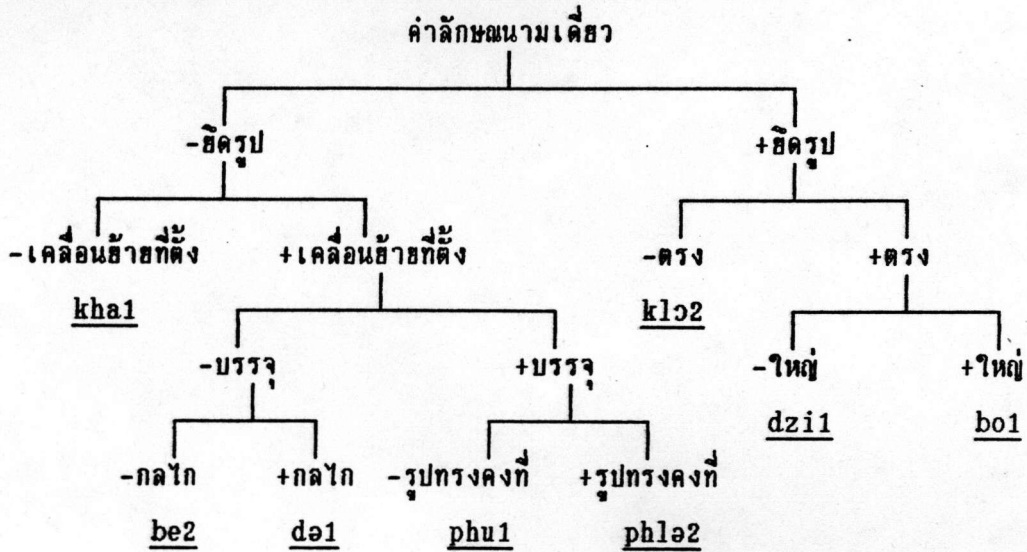 คำลักษณนามเดี่ยว
-ยืดรูป +ยืดรูป
-เคลื่อนย้ายที่ตั้ง +เคลื่อนย้ายที่ตั้ง -ตรง +ตรง
kha1 klɔ2
-บรรจุ +บรรจุ -ใหญ่ +ใหญ่
dzi1 bo1
-กลไก +กลไก -รูปทรงคงที่ +รูปทรงคงที่
be2 də1 phu1 phlə2